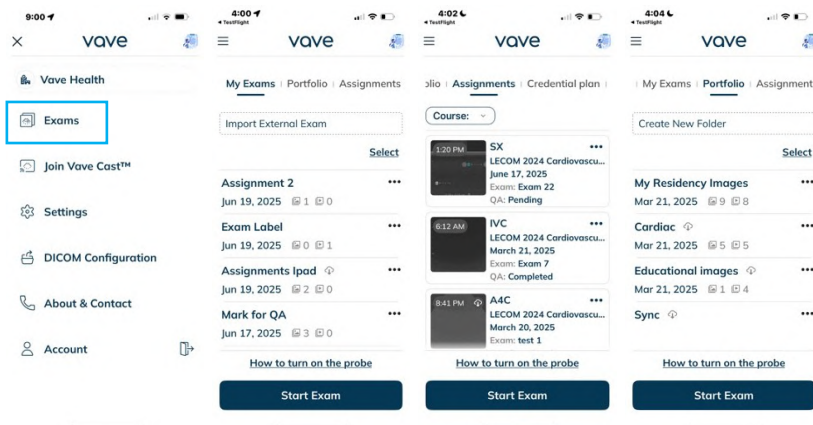 9:00
vave
Vave Health
Exams
Join Vave Cast™
Settings
DICOM Configuration
About & Contact
Account
4:00
◂ TestFlight
vave
My Exams | Portfolio | Assignments
Import External Exam
Select
Assignment 2
Jun 19, 2025 1 0
Exam Label
Jun 19, 2025 0 1
Assignments Ipad
Jun 19, 2025 2 0
Mark for QA
Jun 17, 2025 3 0
How to turn on the probe
Start Exam
4:02
◂ TestFlight
vave
olio | Assignments | Credential plan
Course:
1:20 PM
SX
LECOM 2024 Cardiovascu...
June 17, 2025
Exam: Exam 22
QA: Pending
6:12 AM
IVC
LECOM 2024 Cardiovascu...
March 21, 2025
Exam: Exam 7
QA: Completed
8:41 PM
A4C
LECOM 2024 Cardiovascu...
March 20, 2025
Exam: test 1
How to turn on the probe
Start Exam
4:04
◂ TestFlight
vave
My Exams | Portfolio | Assignment
Create New Folder
Select
My Residency Images
Mar 21, 2025 9 8
Cardiac
Mar 21, 2025 5 5
Educational images
Mar 21, 2025 1 4
Sync
How to turn on the probe
Start Exam